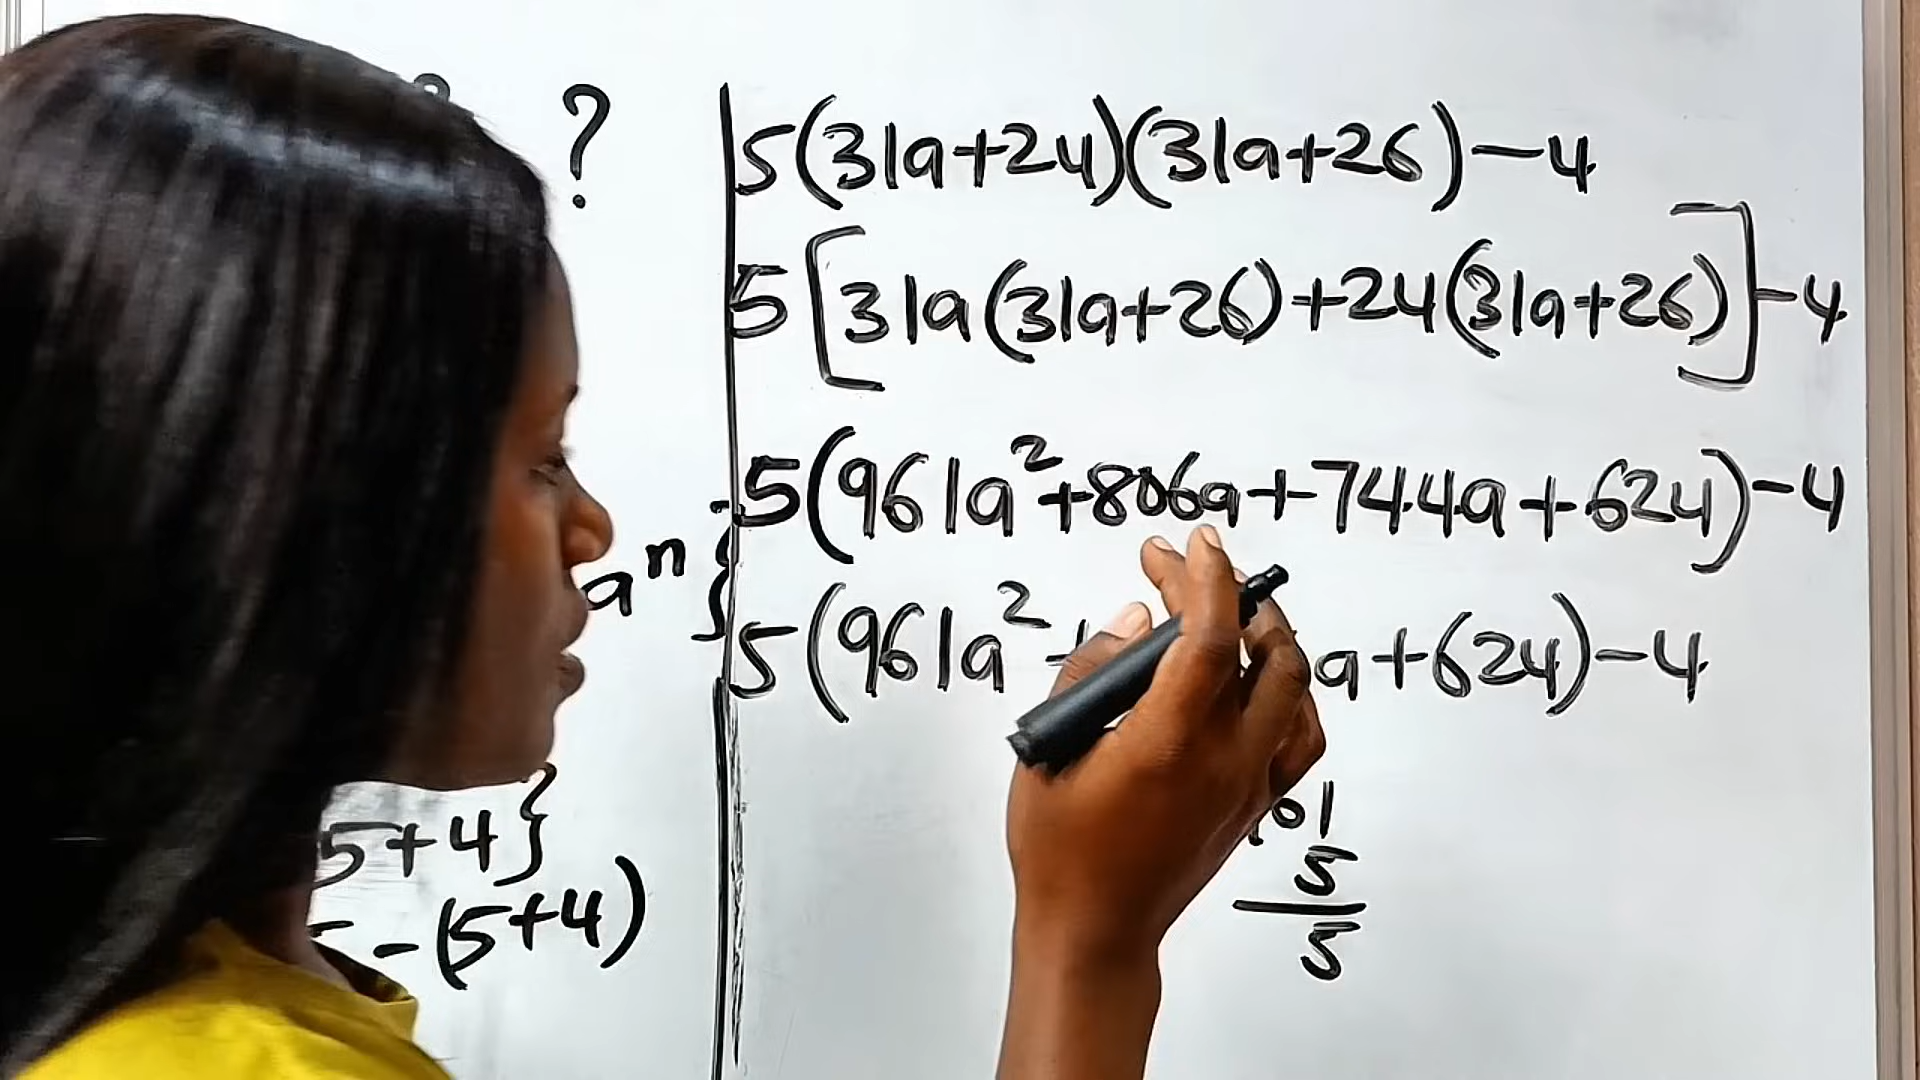 ?
aⁿ}
5+4}
-(5+4)
5(31a+24)(31a+26)-4
5[31a(31a+26)+24(31a+26)]-4
5(961a²+806a+744a+624)-4
5(961a²+ a+624)-4
101
5
5